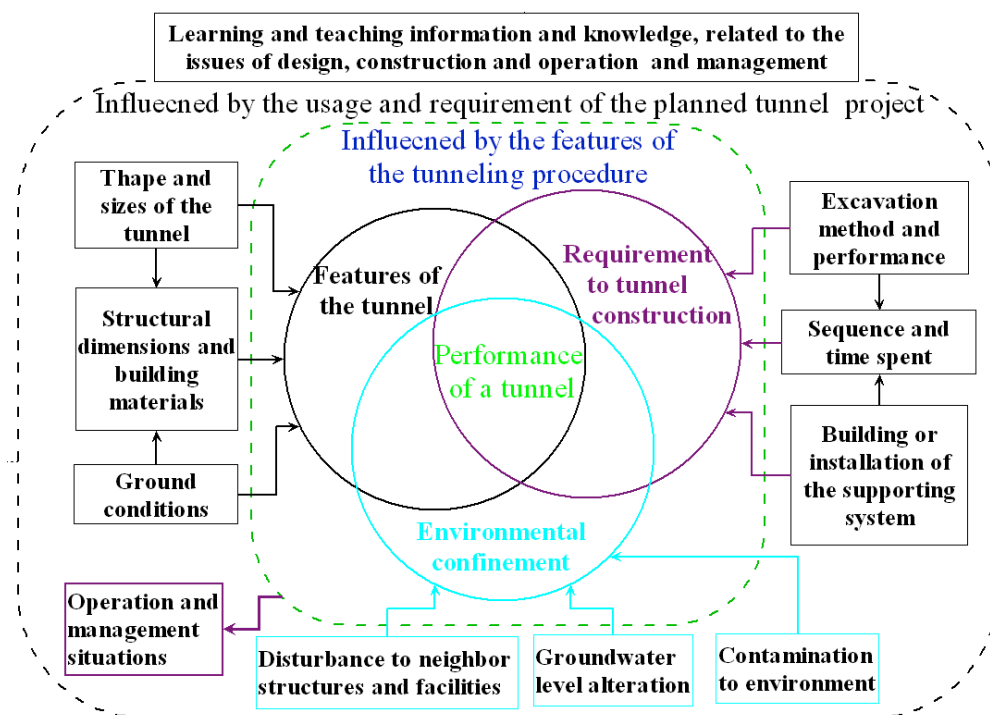 Learning and teaching information and knowledge, related to the
issues of design, construction and operation and management
Influecned by the usage and requirement of the planned tunnel project
Influecned by the features of
the tunneling procedure
Thape and
sizes of the
tunnel
Structural
dimensions and
building
materials
Ground
conditions
Features of
the tunnel
Requirement
to tunnel
construction
Performance
of a tunnel
Environmental
confinement
Excavation
method and
performance
Sequence and
time spent
Building or
installation of
the supporting
system
Operation and
management
situations
Disturbance to neighbor
structures and facilities
Groundwater
level alteration
Contamination
to environment